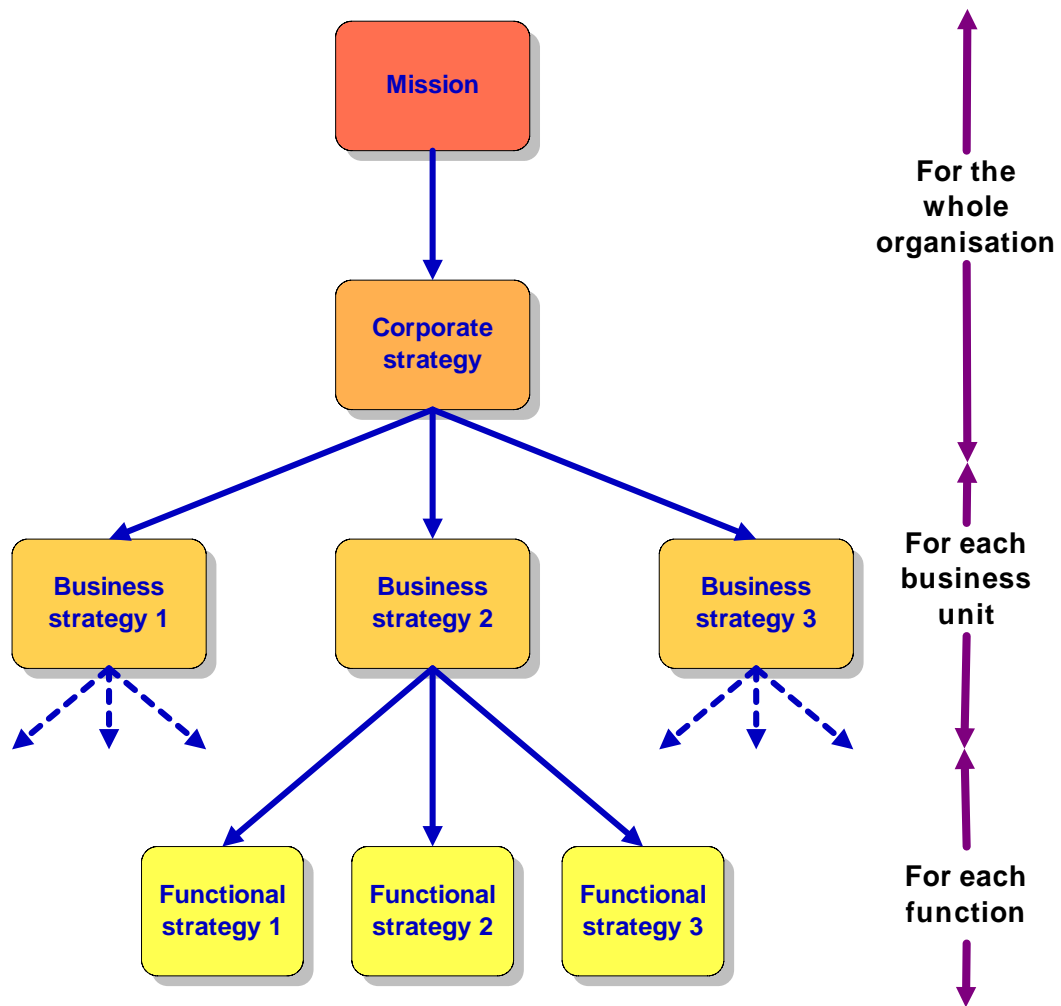 Mission
For the
whole
organisation
Corporate
strategy
Business
strategy 1
Business
strategy 2
Business
strategy 3
For each
business
unit
Functional
strategy 1
Functional
strategy 2
Functional
strategy 3
For each
function